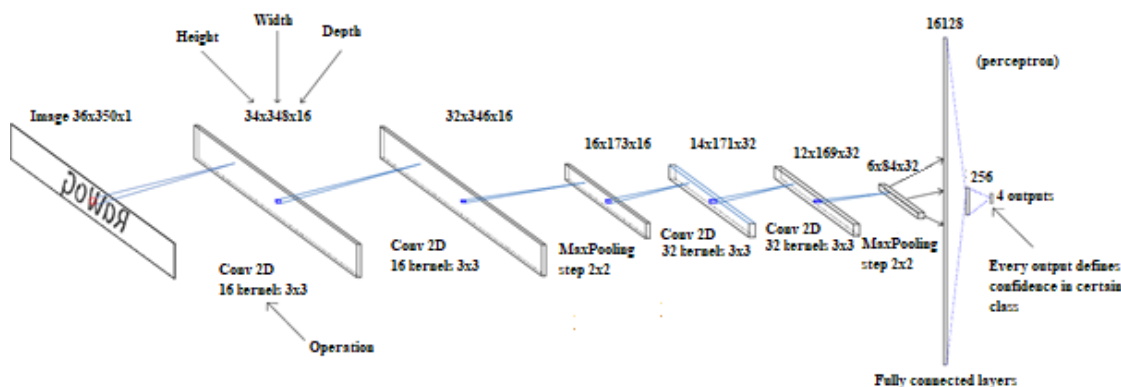 Width
Height
Depth
16128
(perceptron)
Image 36x350x1
34x348x16
32x346x16
16x173x16
14x171x32
12x169x32
6x84x32
256
4 outputs
Conv 2D
16 kernels 3x3
Conv 2D
16 kernels 3x3
MaxPooling
step 2x2
Conv 2D
32 kernels 3x3
Conv 2D
32 kernels 3x3
MaxPooling
step 2x2
Every output defines
confidence in certain
class
Operation
Fully connected layers